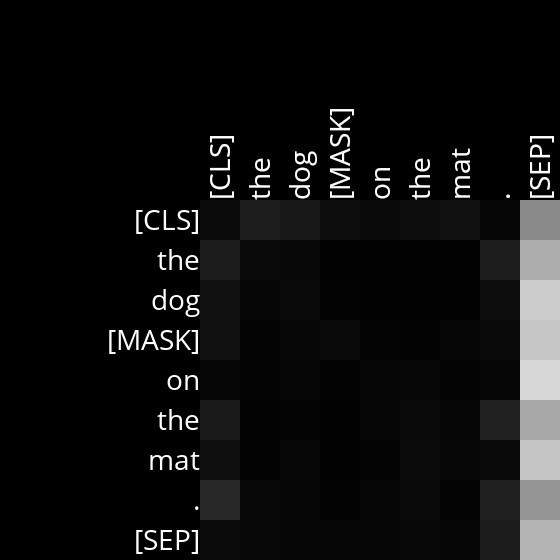 [CLS] the dog [MASK] on the mat . [SEP]
[CLS]
the
dog
[MASK]
on
the
mat
.
[SEP]